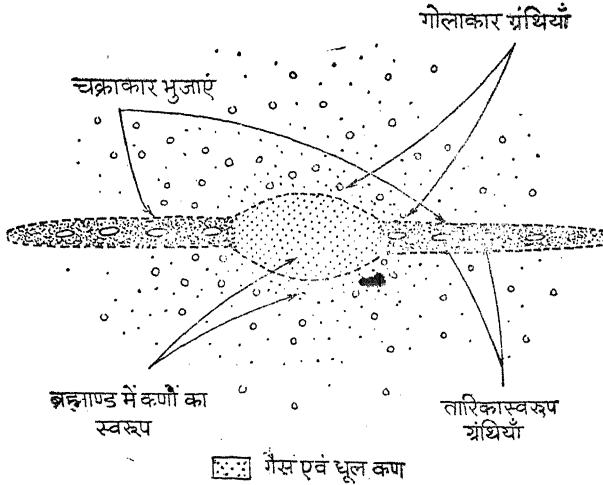 गोलाकार ग्रंथियाँ
चक्राकार भुजाएं
ब्रह्माण्ड में कणों का
स्वरूप
तारिकास्वरूप
ग्रंथियाँ
गैस एवं धूल कण